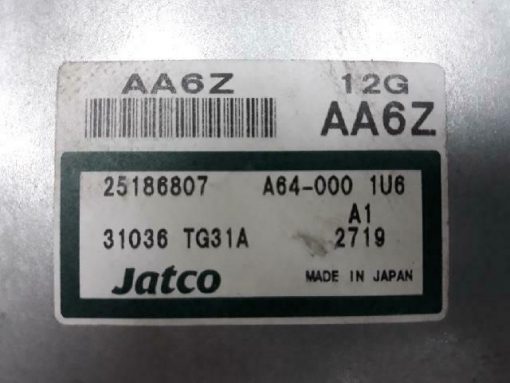 AA6Z 12G
AA6Z
25186807 A64-000 1U6
A1
31036 TG31A 2719
Jatco MADE IN JAPAN